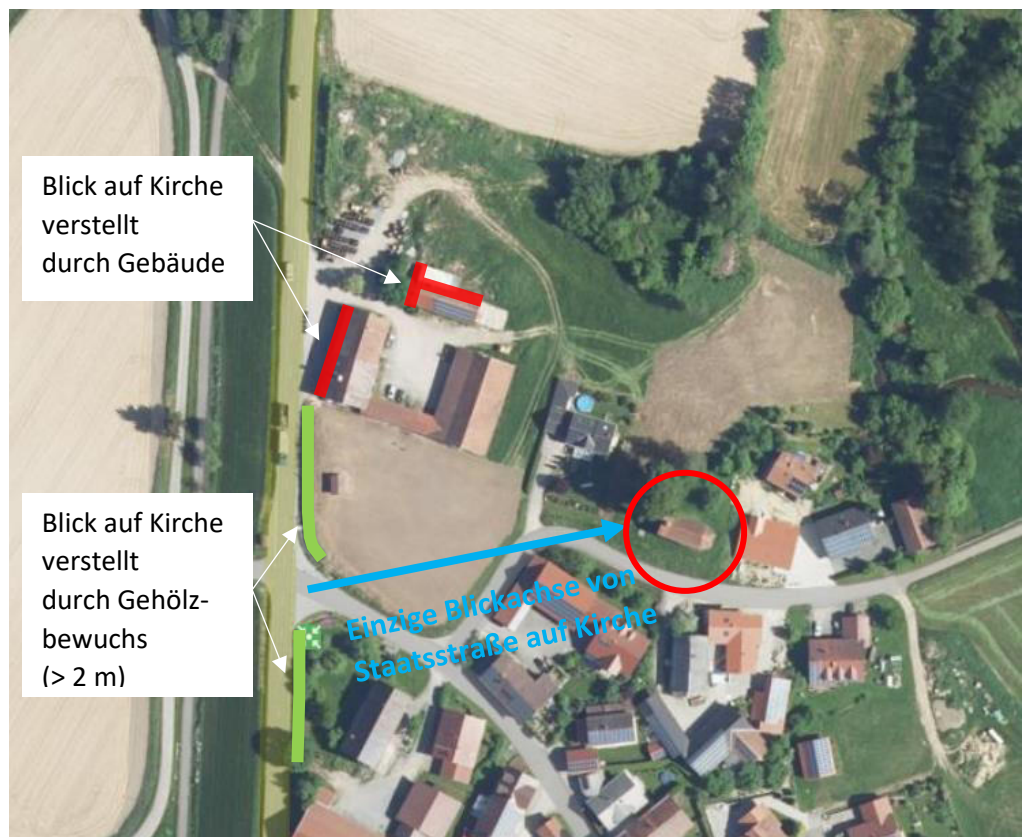 Blick auf Kirche
verstellt
durch Gebäude
Blick auf Kirche
verstellt
durch Gehölz-
bewuchs
(> 2 m)
Einzige Blickachse von
Staatsstraße auf Kirche